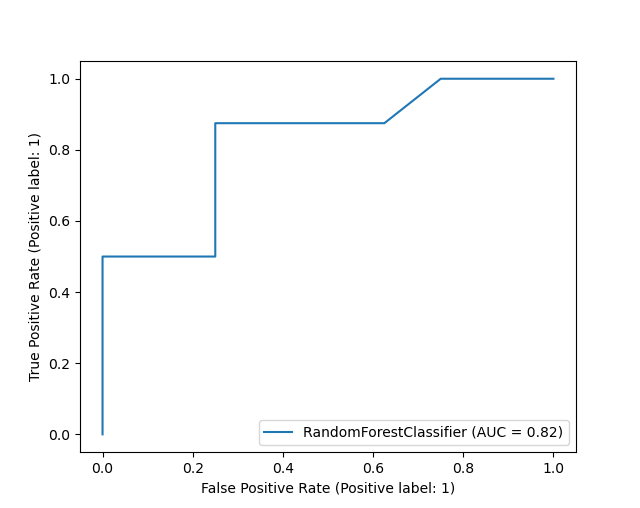 1.0
0.8
0.6
0.4
0.2
0.0
True Positive Rate (Positive label: 1)
RandomForestClassifier (AUC = 0.82)
0.0 0.2 0.4 0.6 0.8 1.0
False Positive Rate (Positive label: 1)